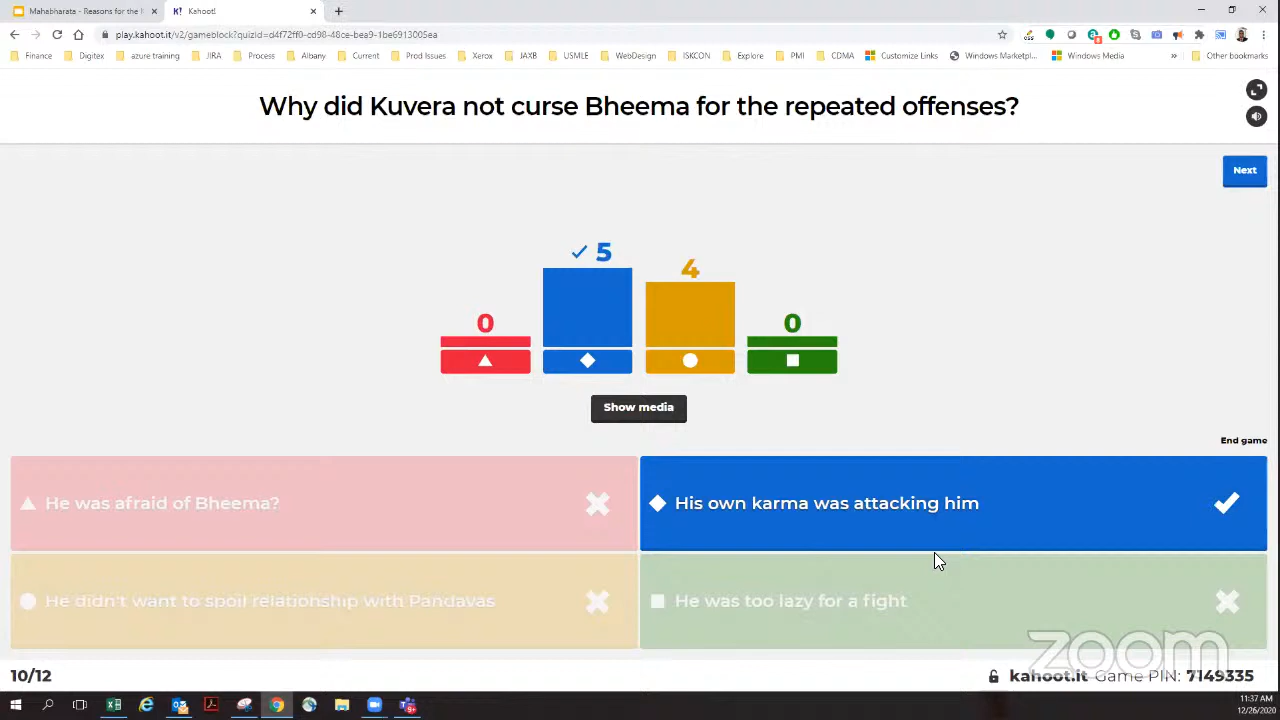 Mahabharata - Reasons for the I
Kahoot!
play.kahoot.it/v2/gameblock?quizId=d4f72ff0-cd98-48ce-bea9-1be6913005ea
Finance Digitex azure training JIRA Process Albany Current Prod Issues Xerox JAXB USMLE WebDesign ISKCON Explore PMI CDMA Customize Links Windows Marketpl... Windows Media » Other bookmarks
Why did Kuvera not curse Bheema for the repeated offenses?
Next
5
4
0
0
Show media
End game
He was afraid of Bheema?
His own karma was attacking him
He didn't want to spoil relationship with Pandavas
He was too lazy for a fight
zoom
10/12
kahoot.it Game PIN: 7149335
11:37 AM
12/26/2020